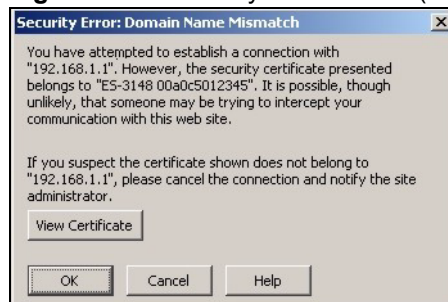 Security Error: Domain Name Mismatch
You have attempted to establish a connection with
"192.168.1.1". However, the security certificate presented
belongs to "ES-3148 00a0c5012345". It is possible, though
unlikely, that someone may be trying to intercept your
communication with this web site.
If you suspect the certificate shown does not belong to
"192.168.1.1", please cancel the connection and notify the site
administrator.
View Certificate
OK Cancel Help